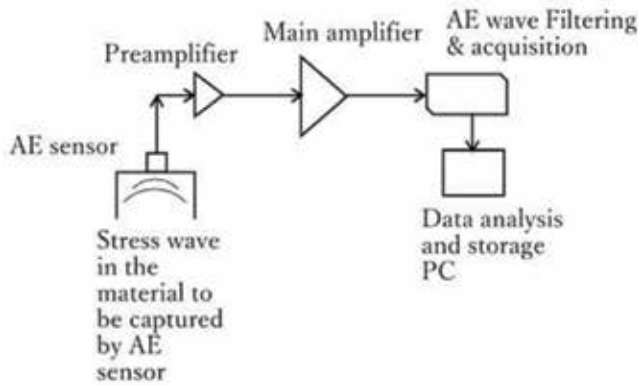 AE wave Filtering
& acquisition
Main amplifier
Preamplifier
AE sensor
Stress wave
in the
material to
be captured
by AE
sensor
Data analysis
and storage
PC